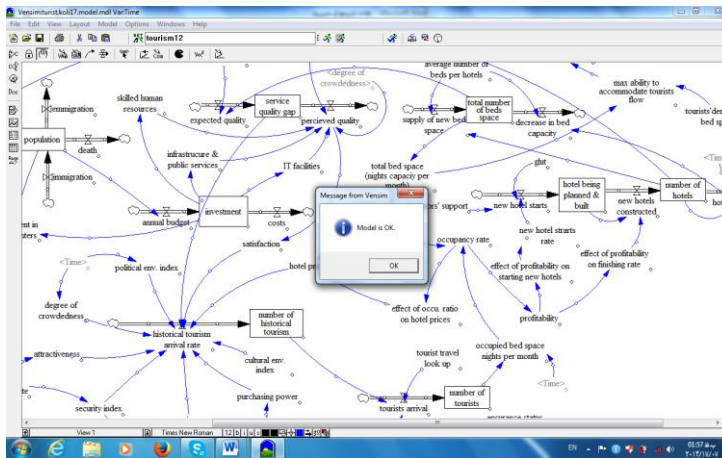 Vensim:turist.koli17.model.mdl Var:Time
File Edit View Layout Model Options Windows Help
tourism12
average number of
beds per hotels
<degree of
crowdedness>
max ability to
accommodate tourists
flow
skilled human
resources
emmigration
service
quality gap
total number
of beds
space
expected quality
percieved quality
supply of new bed
space
decrease in bed
capacity
population
death
infrastrucure &
public services
IT facilities
total bed space
(nights capaciy per
month)
glut
immigration
Message from Vensim
Model is OK.
OK
hotel being
planned &
built
number of
hotels
new hotel starts
new hotels
constructed
investment
annual budget
costs
satisfaction
occupancy rate
new hotel strarts
rate
<Time>
political env. index
effect of profitability on
starting new hotels
effect of profitability
on finishing rate
degree of
crowdedness
number of
historical
tourism
effect of occu. ratio
on hotel prices
profitability
historical tourism
arrival rate
attractiveness
cultural env.
index
tourist travel
look up
occupied bed space
nights per month
<Time>
security index
purchasing power
number of
tourists
tourists arrival
View 1
Times New Roman
12
b i u s
EN
01:57